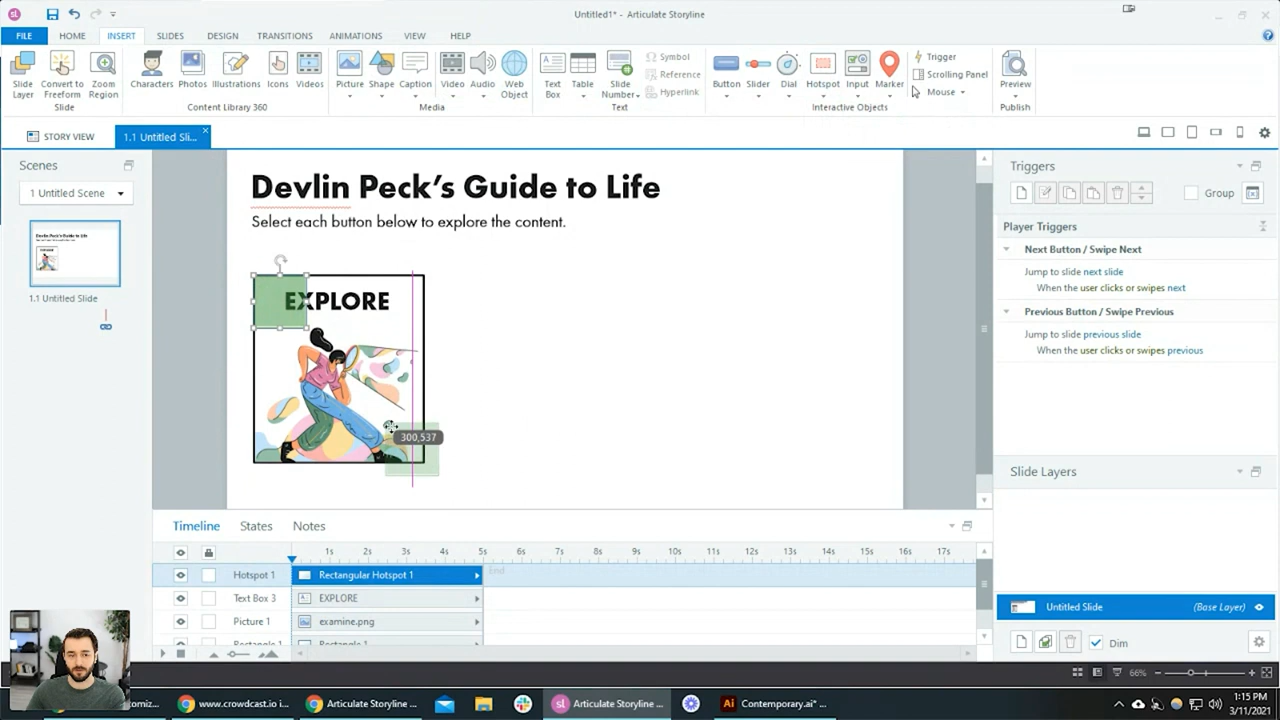 Untitled1* - Articulate Storyline
FILE HOME INSERT SLIDES DESIGN TRANSITIONS ANIMATIONS VIEW HELP
Slide Layer
Convert to Freeform
Zoom Region
Slide
Characters Photos Illustrations Icons Videos
Content Library 360
Picture Shape Caption Video Audio Web Object
Media
Text Box Table Slide Number
Symbol
Reference
Hyperlink
Text
Button Slider Dial Hotspot Input Marker
Trigger
Scrolling Panel
Mouse
Interactive Objects
Preview
Publish
STORY VIEW
1.1 Untitled Sli...
Scenes
1 Untitled Scene
1.1 Untitled Slide
Devlin Peck's Guide to Life
Select each button below to explore the content.
EXPLORE
300,537
Triggers
Group
Player Triggers
Next Button / Swipe Next
Jump to slide next slide
When the user clicks or swipes next
Previous Button / Swipe Previous
Jump to slide previous slide
When the user clicks or swipes previous
Slide Layers
Untitled Slide (Base Layer)
Dim
Timeline States Notes
1s 2s 3s 4s 5s 6s 7s 8s 9s 10s 11s 12s 13s 14s 15s 16s 17s
Hotspot 1 Rectangular Hotspot 1 End
Text Box 3 EXPLORE
Picture 1 examine.png
Rectangle 1 Rectangle 1
66%
www.crowdcast.io i...
Articulate Storyline ...
Articulate Storyline ...
Contemporary.ai* ...
1:15 PM
3/11/2021